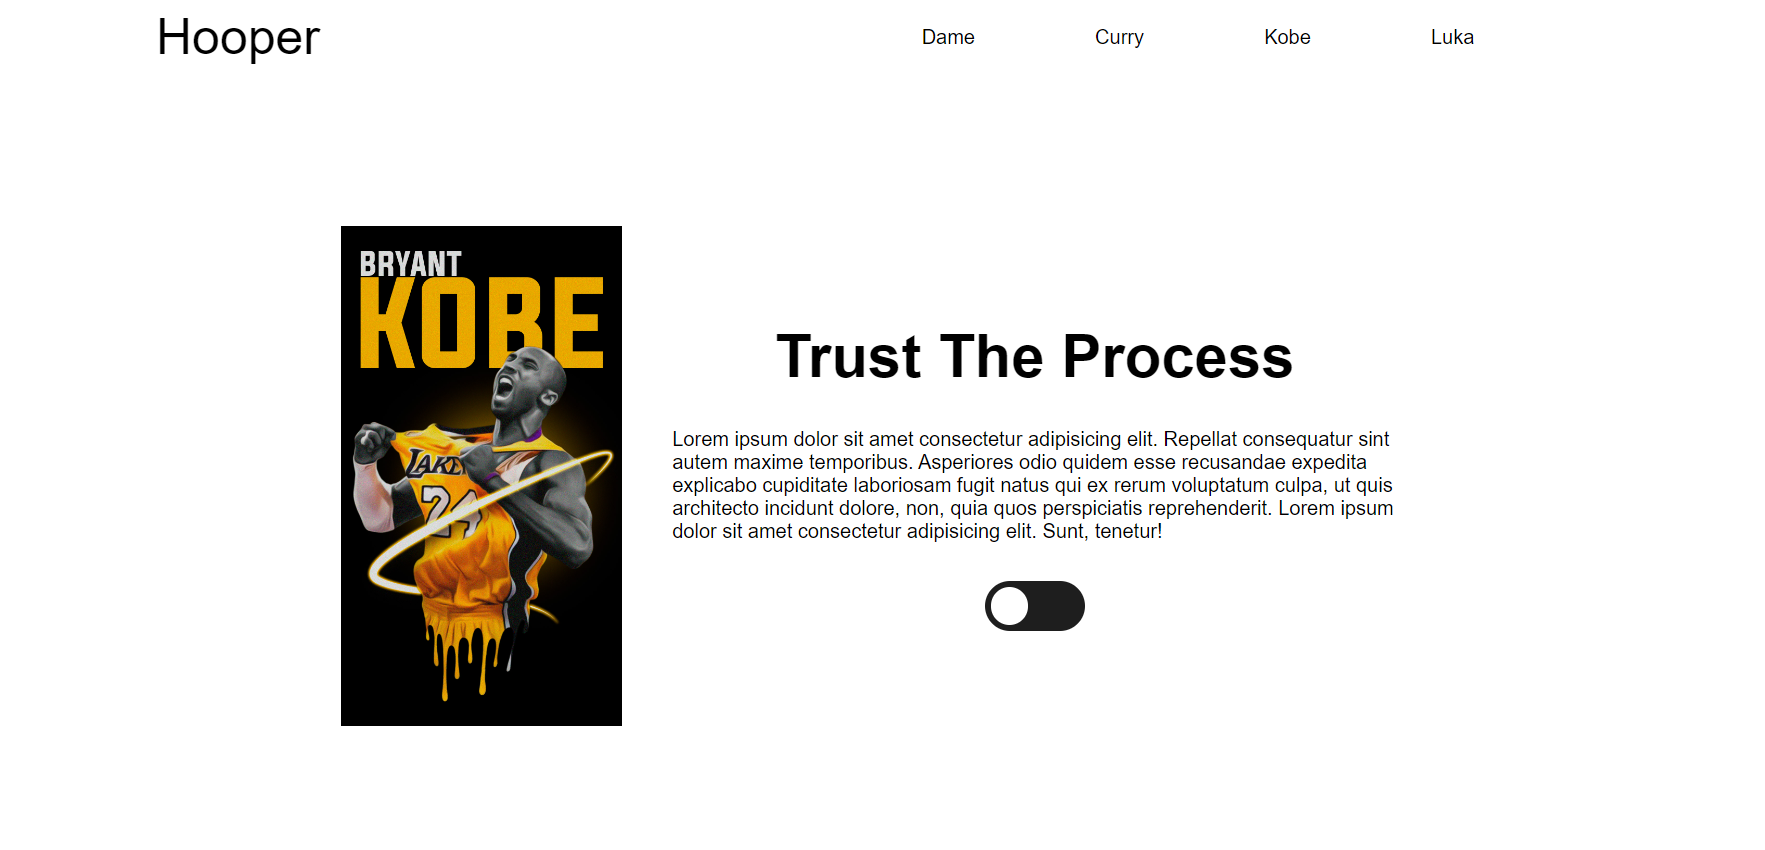 Hooper
Dame Curry Kobe Luka
BRYANT
KOBE
LAKE
24
Trust The Process
Lorem ipsum dolor sit amet consectetur adipisicing elit. Repellat consequatur sint
autem maxime temporibus. Asperiores odio quidem esse recusandae expedita
explicabo cupiditate laboriosam fugit natus qui ex rerum voluptatum culpa, ut quis
architecto incidunt dolore, non, quia quos perspiciatis reprehenderit. Lorem ipsum
dolor sit amet consectetur adipisicing elit. Sunt, tenetur!